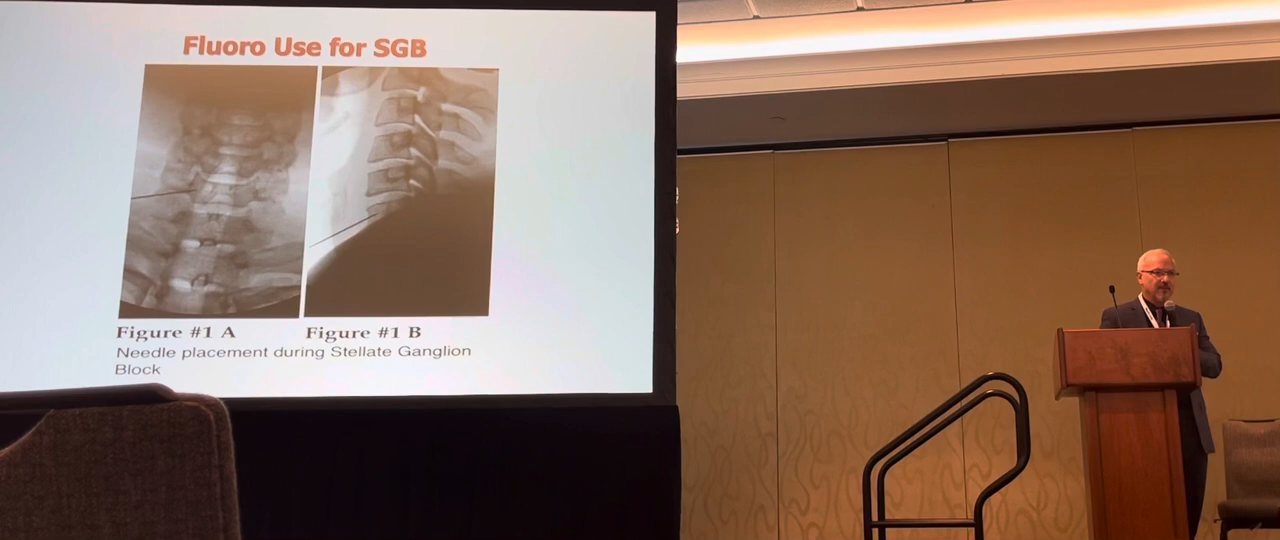 Fluoro Use for SGB
Figure #1 A
Figure #1 B
Needle placement during Stellate Ganglion
Block